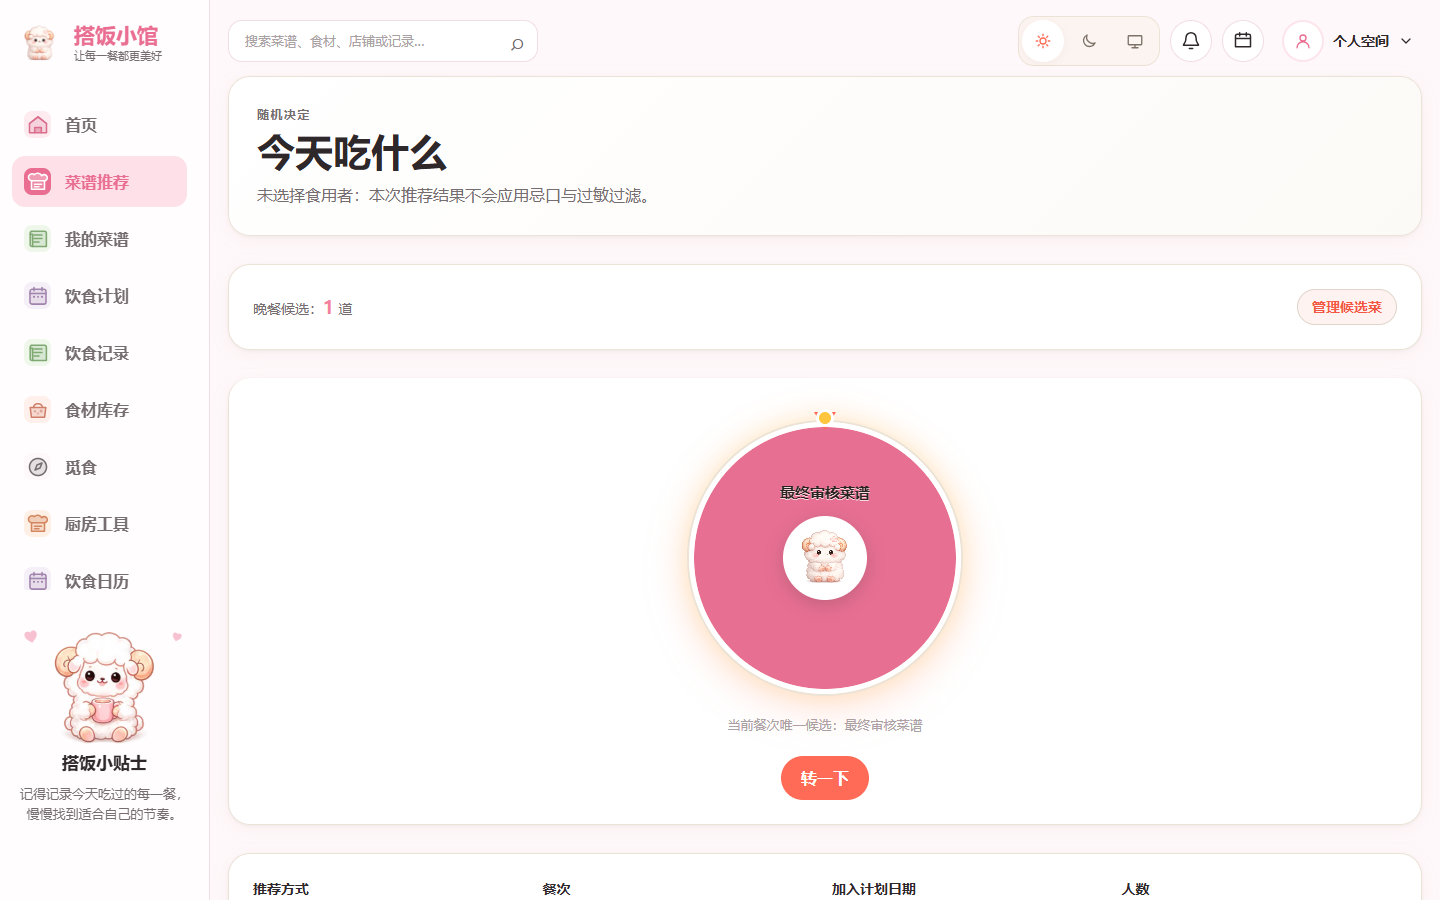 搭饭小馆
让每一餐都更美好
首页
菜谱推荐
我的菜谱
饮食计划
饮食记录
食材库存
觅食
厨房工具
饮食日历
搭饭小贴士
记得记录今天吃过的每一餐，
慢慢找到适合自己的节奏。
搜索菜谱、食材、店铺或记录...
个人空间
随机决定
今天吃什么
未选择食用者：本次推荐结果不会应用忌口与过敏过滤。
晚餐候选：1 道
管理候选菜
最终审核菜谱
当前餐次唯一候选：最终审核菜谱
转一下
推荐方式
餐次
加入计划日期
人数